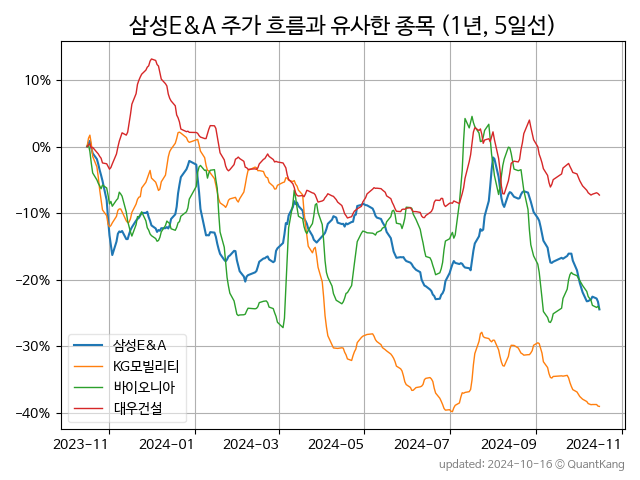 삼성E&A 주가 흐름과 유사한 종목 (1년, 5일선)
10%
0%
−10%
−20%
−30%
−40%
삼성E&A
KG모빌리티
바이오니아
대우건설
2023-11 2024-01 2024-03 2024-05 2024-07 2024-09 2024-11
updated: 2024-10-16 © QuantKang